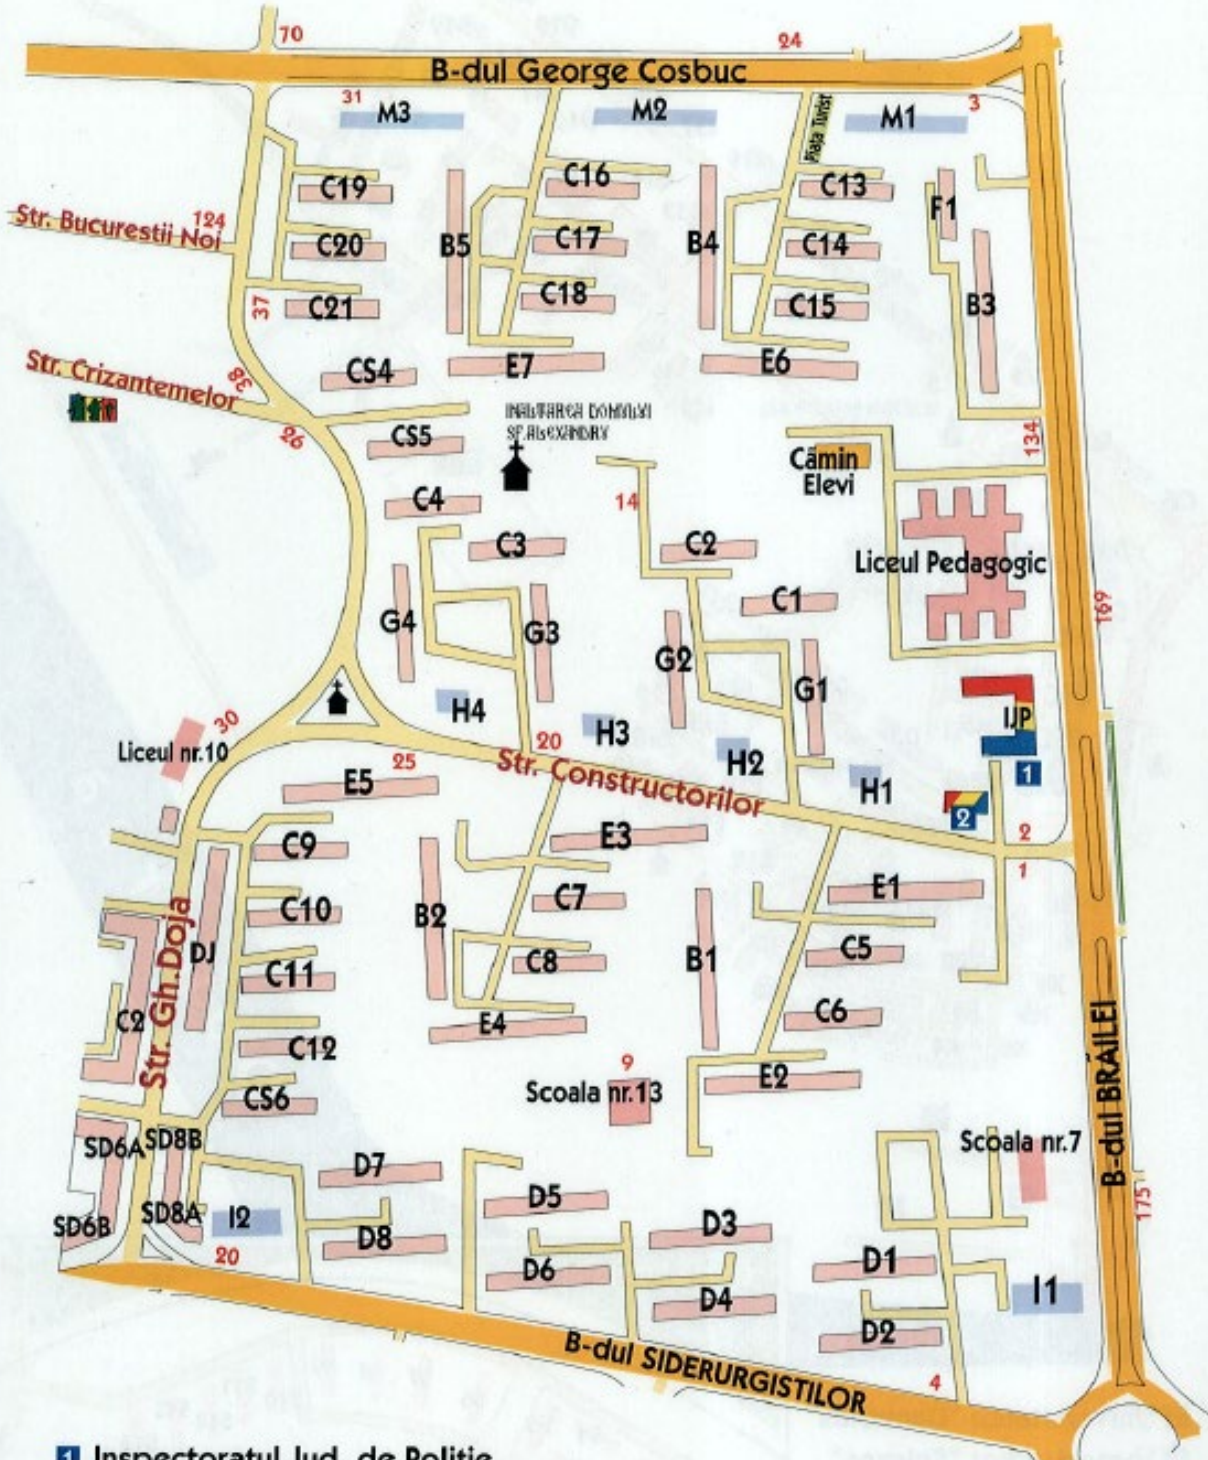 70
24
B-dul George Cosbuc
31
M3
M2
Piața Turist
M1
3
C19
C16
C13
F1
Str. Bucurestii Noi
124
C20
B5
C17
B4
C14
C21
C18
C15
B3
37
Str. Crizantemelor
38
CS4
E7
E6
26
CS5
INALTAREA DOMULUI
SF. ALEXANDRU
134
Cămin
Elevi
C4
14
C3
C2
Liceul Pedagogic
C1
169
G4
G3
G2
G1
H4
H3
H2
H1
IJP
1
2
30
Liceul nr.10
20
25
Str. Constructorilor
2
1
E5
E3
E1
C9
C7
C10
B2
C5
DJ
C8
B1
C11
C6
Str. Gh.Doja
C2
E4
C12
9
Scoala nr.13
E2
CS6
B-dul BRAILEI
SD6A
SD8B
D7
Scoala nr.7
175
D5
SD6B
SD8A
I2
D8
D3
20
D6
D1
D4
I1
D2
B-dul SIDERURGISTILOR
4
1 Inspectoratul Jud. de Politie